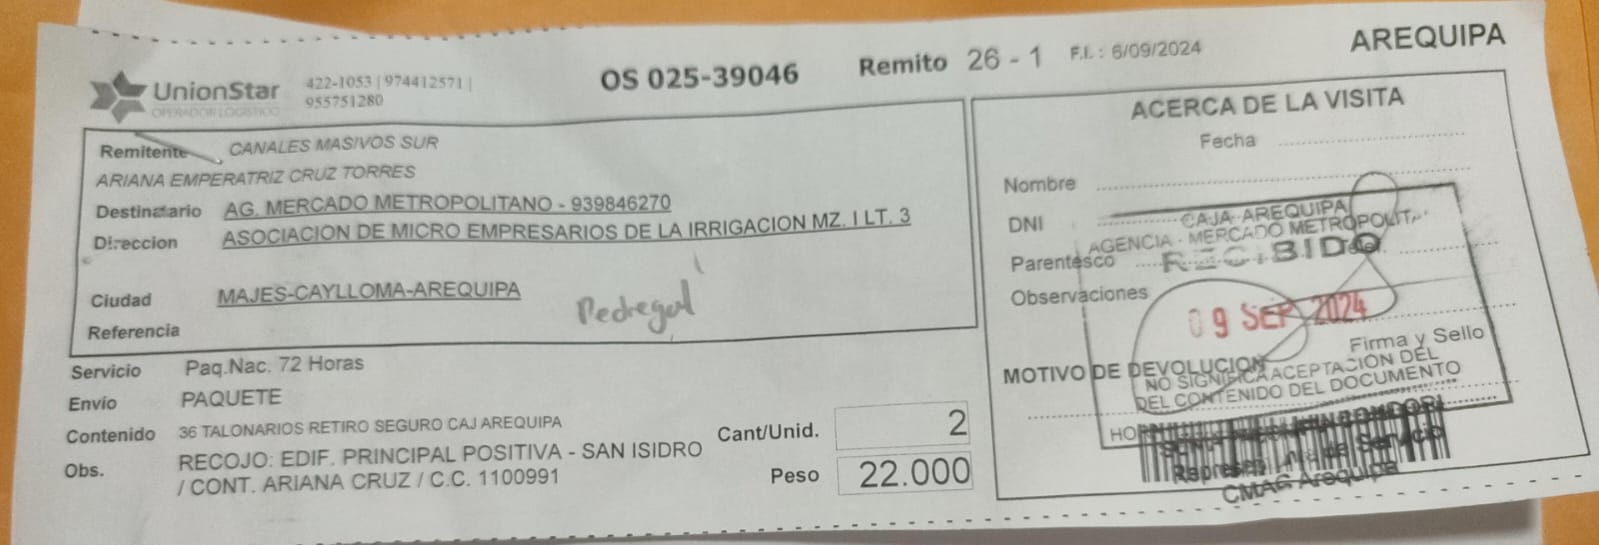 UnionStar
OPERADOR LOGISTICO
422-1053 | 974412571 |
955751280
OS 025-39046
Remito 26 - 1 F.I. : 6/09/2024
AREQUIPA
Remitente CANALES MASIVOS SUR
ARIANA EMPERATRIZ CRUZ TORRES
Destinatario AG. MERCADO METROPOLITANO - 939846270
Direccion ASOCIACION DE MICRO EMPRESARIOS DE LA IRRIGACION MZ. I LT. 3
Ciudad MAJES-CAYLLOMA-AREQUIPA
Pedregal
Referencia
Servicio Paq.Nac. 72 Horas
Envio PAQUETE
Contenido 36 TALONARIOS RETIRO SEGURO CAJ AREQUIPA
Obs. RECOJO: EDIF. PRINCIPAL POSITIVA - SAN ISIDRO
/ CONT. ARIANA CRUZ / C.C. 1100991
Cant/Unid. 2
Peso 22.000
ACERCA DE LA VISITA
Fecha
Nombre
DNI
Parentesco
Observaciones
Firma y Sello
MOTIVO DE DEVOLUCION
CAJA AREQUIPA
AGENCIA - MERCADO METROPOLIT
RECIBIDO
09 SEP 2024
NO SIGNIFICA ACEPTACIÓN DEL
DEL CONTENIDO DEL DOCUMENTO
CMAC Arequipa